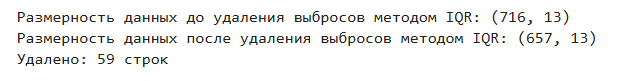 Размерность данных до удаления выбросов методом IQR: (716, 13)
Размерность данных после удаления выбросов методом IQR: (657, 13)
Удалено: 59 строк